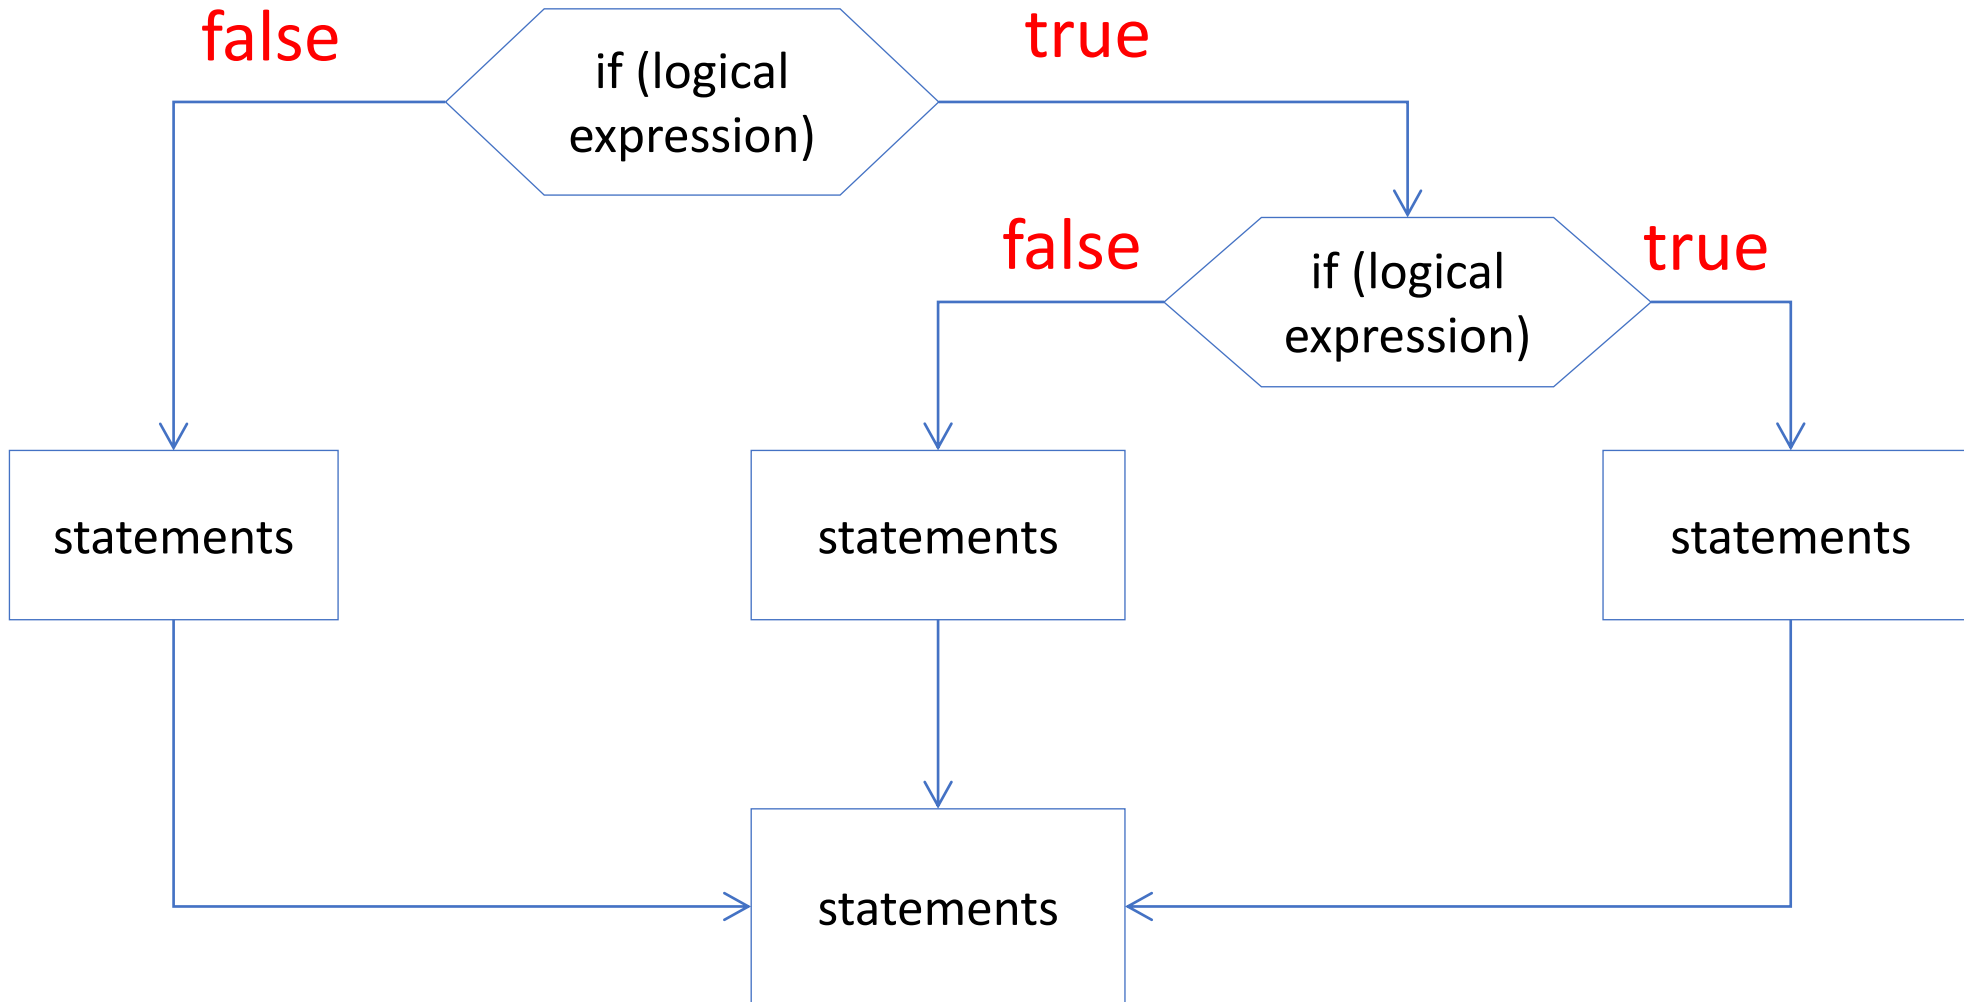 false
if (logical
expression)
true
false
if (logical
expression)
true
statements
statements
statements
statements